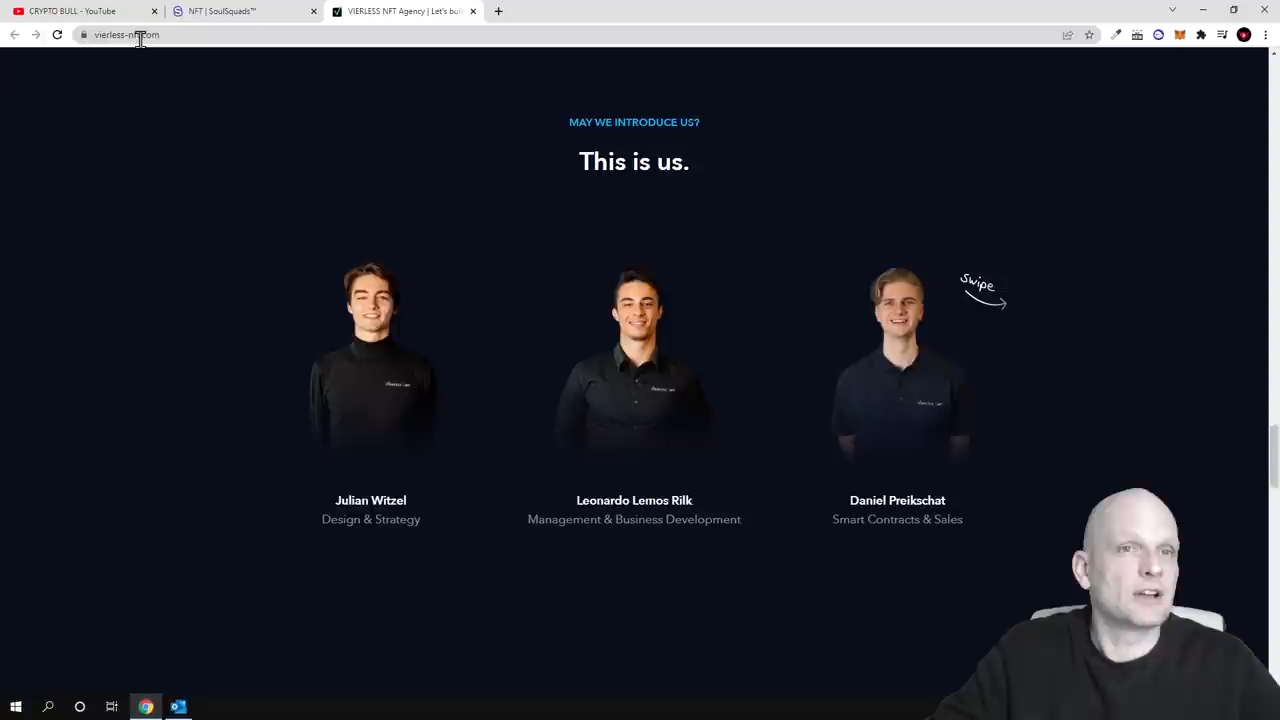 CRYPTO BULL - YouTube
NFT | SoulSquads™
VIERLESS NFT Agency | Let's bui
MAY WE INTRODUCE US?
This is us.
swipe
Julian Witzel
Leonardo Lemos Rilk
Daniel Preikschat
Design & Strategy
Management & Business Development
Smart Contracts & Sales